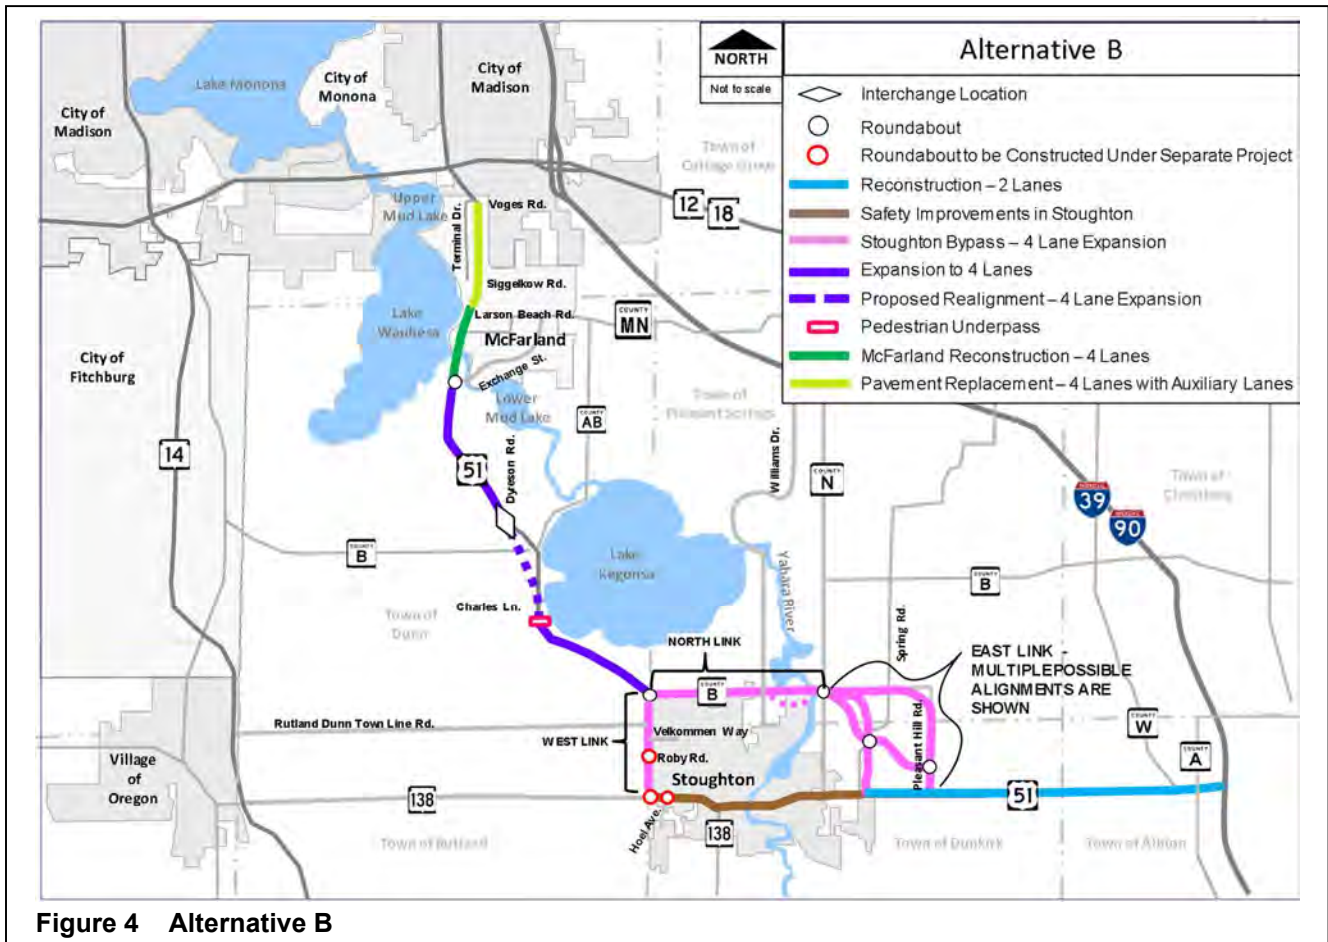 Alternative B
NORTH
Not to scale
Interchange Location
Roundabout
Roundabout to be Constructed Under Separate Project
Reconstruction – 2 Lanes
Safety Improvements in Stoughton
Stoughton Bypass – 4 Lane Expansion
Expansion to 4 Lanes
Proposed Realignment – 4 Lane Expansion
Pedestrian Underpass
McFarland Reconstruction – 4 Lanes
Pavement Replacement – 4 Lanes with Auxiliary Lanes
Lake Monona
City of
Monona
City of
Madison
City of
Madison
Town of
Cottage Grove
12
18
Upper
Mud Lake
Terminal Dr.
Voges Rd.
Siggelkow Rd.
Larson Beach Rd.
COUNTY
MN
Lake
Waubesa
McFarland
Exchange St.
Lower
Mud Lake
COUNTY
AB
Town of
Pleasant Springs
City of
Fitchburg
14
51
Dyreson Rd.
Williams Dr.
COUNTY
N
39
90
Town of
Christiana
COUNTY
B
Lake
Kegonsa
Yahara River
COUNTY
B
Town of
Dunn
Charles Ln.
NORTH LINK
Spring Rd.
EAST LINK -
MULTIPLEPOSSIBLE
ALIGNMENTS ARE
SHOWN
COUNTY
B
Pleasant Hill Rd.
Rutland Dunn Town Line Rd.
WEST LINK
Velkommen Way
COUNTY
W
COUNTY
A
Roby Rd.
Stoughton
Village
of
Oregon
138
Hoel Ave.
138
51
Town of Rutland
Town of Dunkirk
Town of Albion
Figure 4 Alternative B